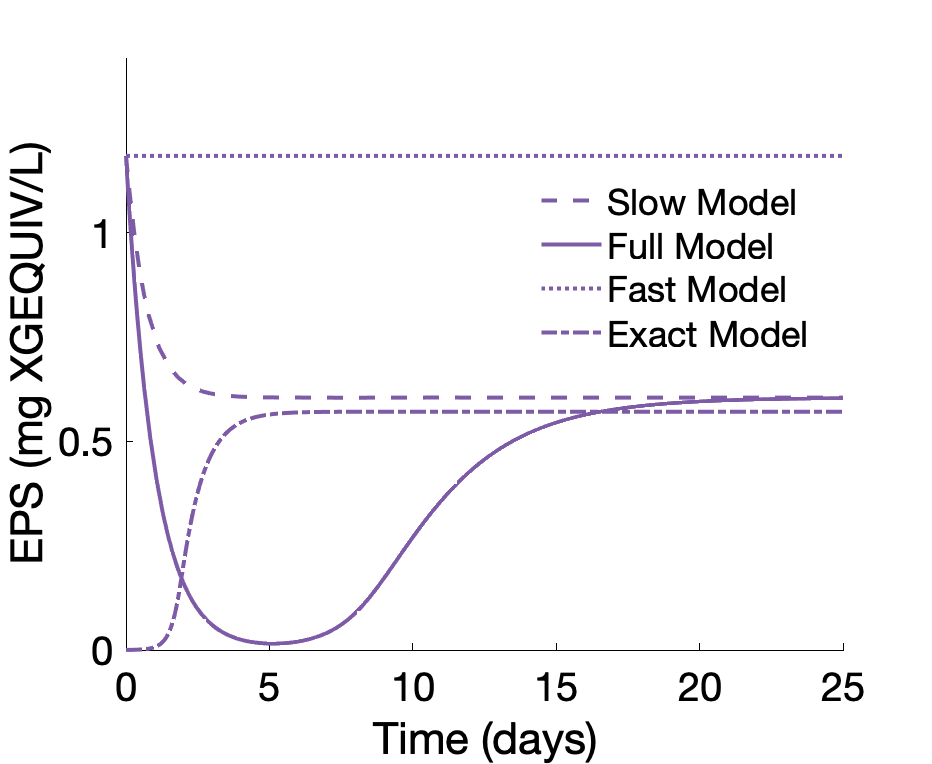 EPS (mg XGEQUIV/L)
1
0.5
0
Slow Model
Full Model
Fast Model
Exact Model
0 5 10 15 20 25
Time (days)